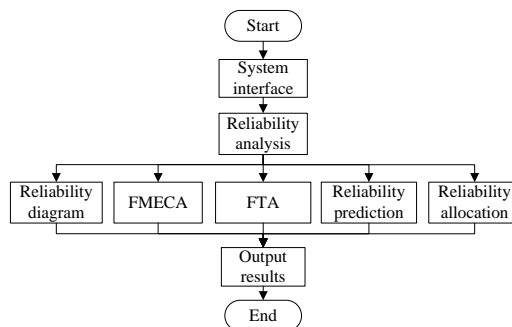 Start
System
interface
Reliability
analysis
Reliability
diagram
FMECA
FTA
Reliability
prediction
Reliability
allocation
Output
results
End